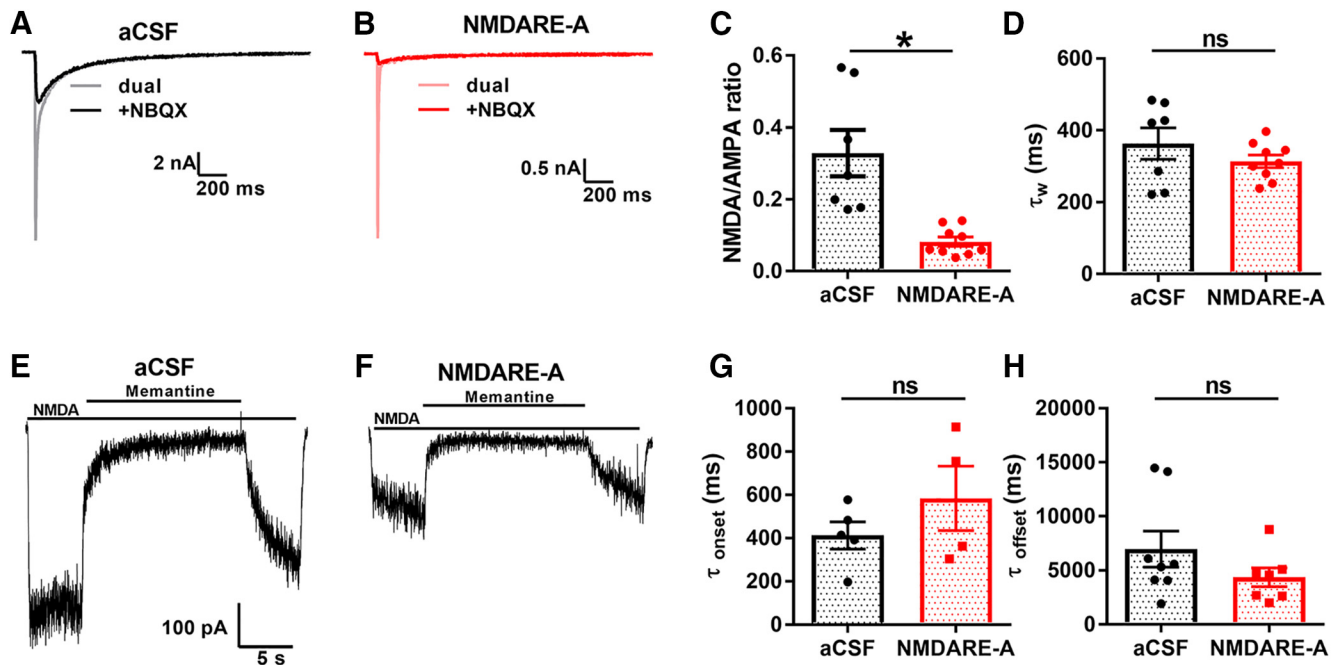 A
aCSF
dual
+NBQX
2 nA
200 ms
B
NMDARE-A
dual
+NBQX
0.5 nA
200 ms
C
NMDA/AMPA ratio
0.6
0.4
0.2
0.0
*
aCSF
NMDARE-A
D
τw (ms)
600
400
200
0
ns
aCSF
NMDARE-A
E
aCSF
Memantine
NMDA
100 pA
5 s
F
NMDARE-A
Memantine
NMDA
G
τ onset (ms)
1000
800
600
400
200
0
ns
aCSF
NMDARE-A
H
τ offset (ms)
20000
15000
10000
5000
0
ns
aCSF
NMDARE-A